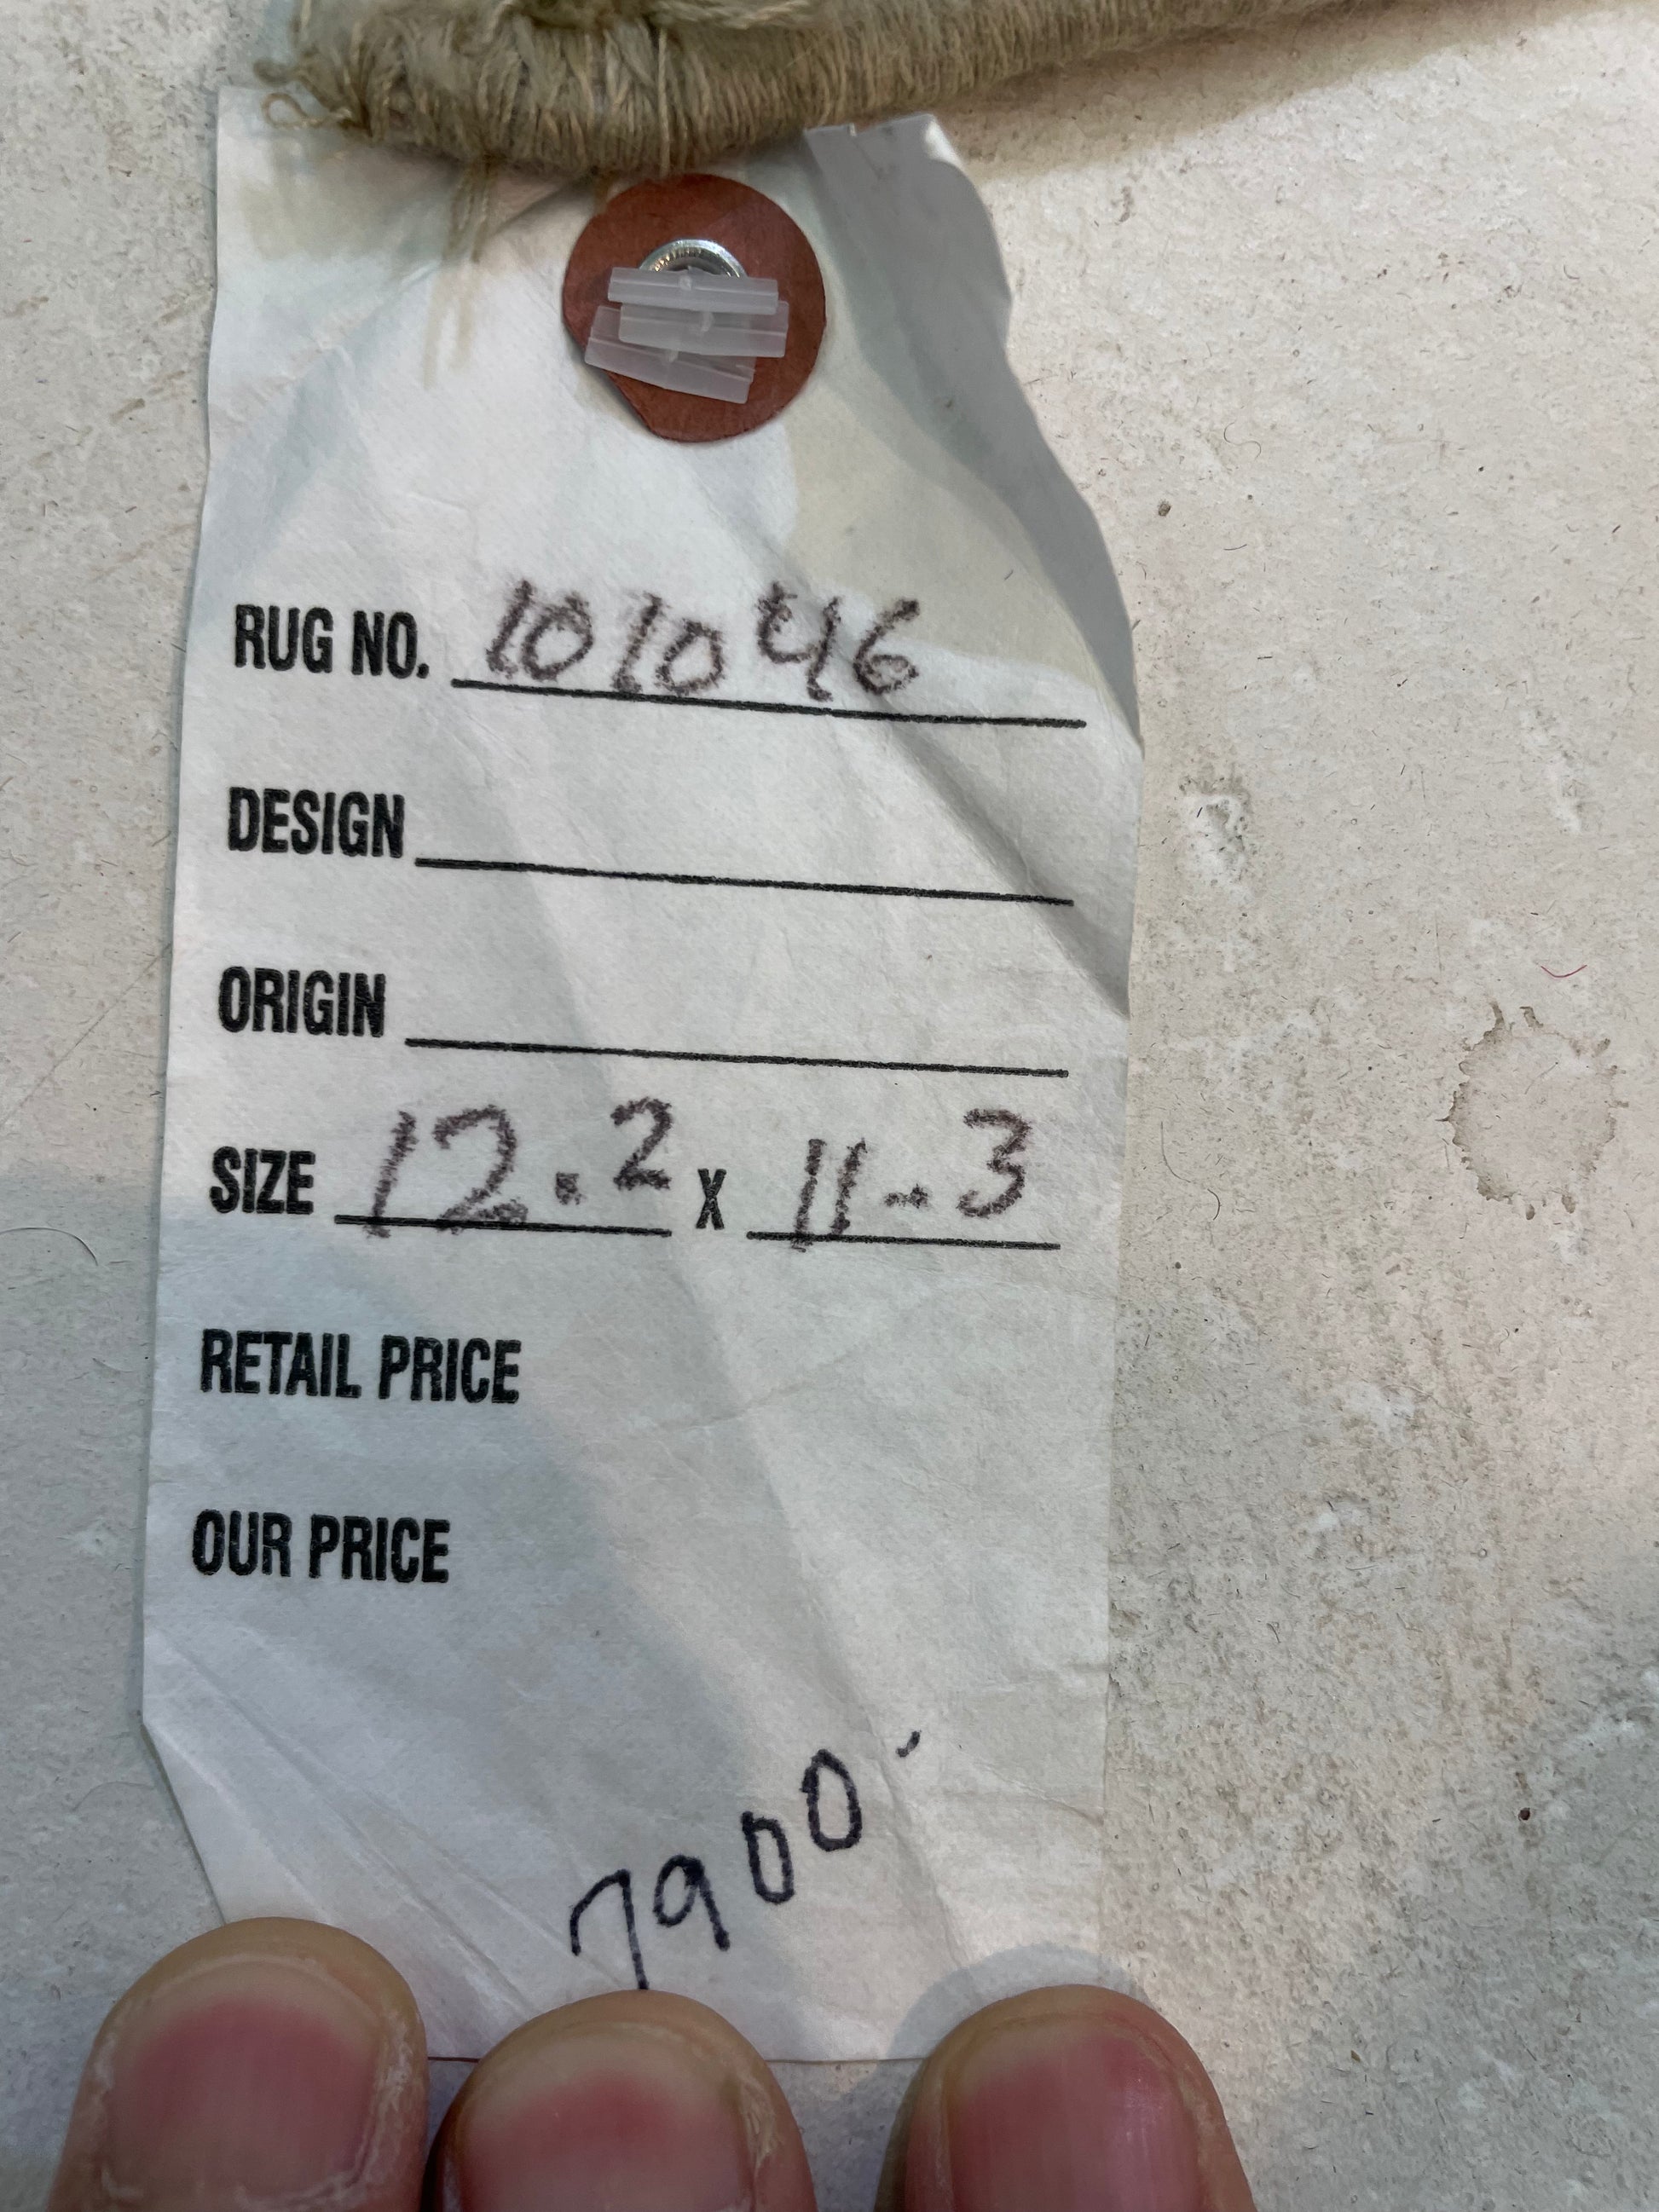 RUG NO. 101046
DESIGN
ORIGIN
SIZE 12.2 X 11-3
RETAIL PRICE
OUR PRICE
7900-